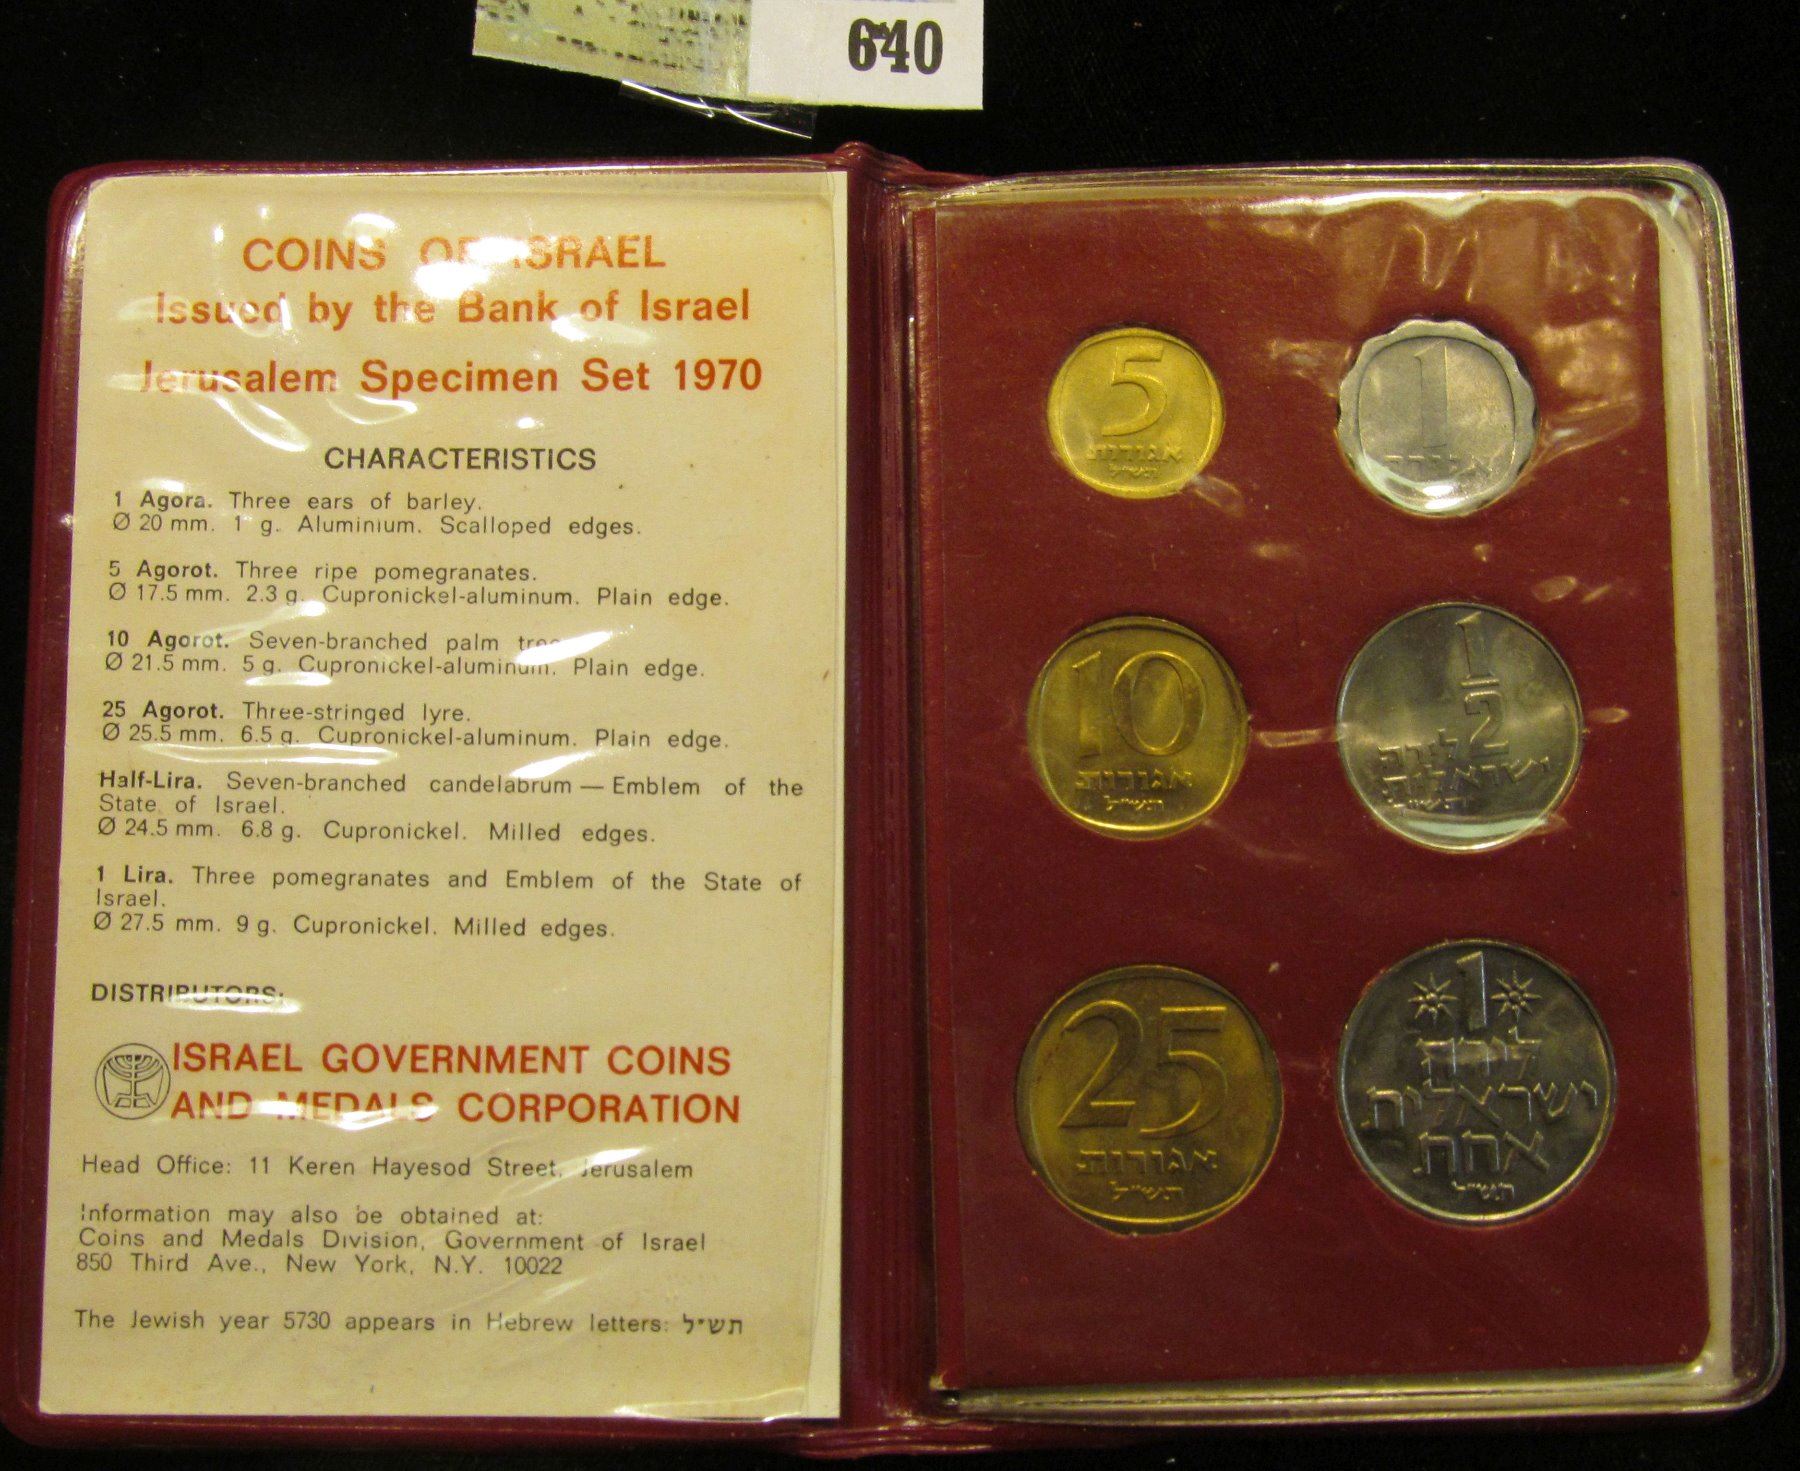 640
COINS OF ISRAEL
Issued by the Bank of Israel
Jerusalem Specimen Set 1970
CHARACTERISTICS
1 Agora. Three ears of barley.
Ø 20 mm. 1 g. Aluminium. Scalloped edges.
5 Agorot. Three ripe pomegranates.
Ø 17.5 mm. 2.3 g. Cupronickel-aluminum. Plain edge.
10 Agorot. Seven-branched palm tree
Ø 21.5 mm. 5 g. Cupronickel-aluminum. Plain edge.
25 Agorot. Three-stringed lyre.
Ø 25.5 mm. 6.5 g. Cupronickel-aluminum. Plain edge.
Half-Lira. Seven-branched candelabrum — Emblem of the
State of Israel.
Ø 24.5 mm. 6.8 g. Cupronickel. Milled edges.
1 Lira. Three pomegranates and Emblem of the State of
Israel.
Ø 27.5 mm. 9 g. Cupronickel. Milled edges.
DISTRIBUTORS:
ISRAEL GOVERNMENT COINS
AND MEDALS CORPORATION
Head Office: 11 Keren Hayesod Street, Jerusalem
Information may also be obtained at:
Coins and Medals Division, Government of Israel
850 Third Ave., New York, N.Y. 10022
The Jewish year 5730 appears in Hebrew letters: תש״ל
5
אגורות
תש״ל
1
אגורה
10
אגורות
תש״ל
1/2
לירה
ישראלית
תש״ל
25
אגורות
תש״ל
1
לירה
ישראלית
אחת
תש״ל